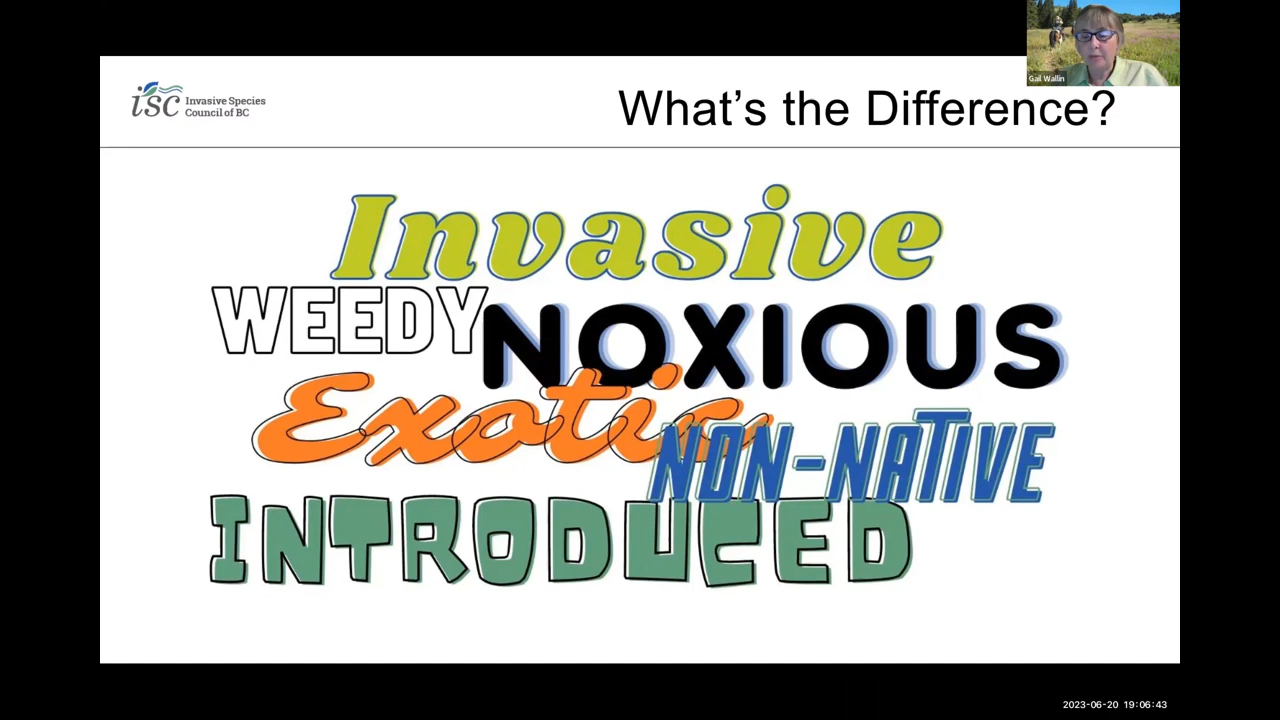 Gail Wallin
isc Invasive Species
Council of BC
What's the Difference?
Invasive
WEEDY
NOXIOUS
Exotic
NON-NATIVE
INTRODUCED
2023-06-20 19:06:43